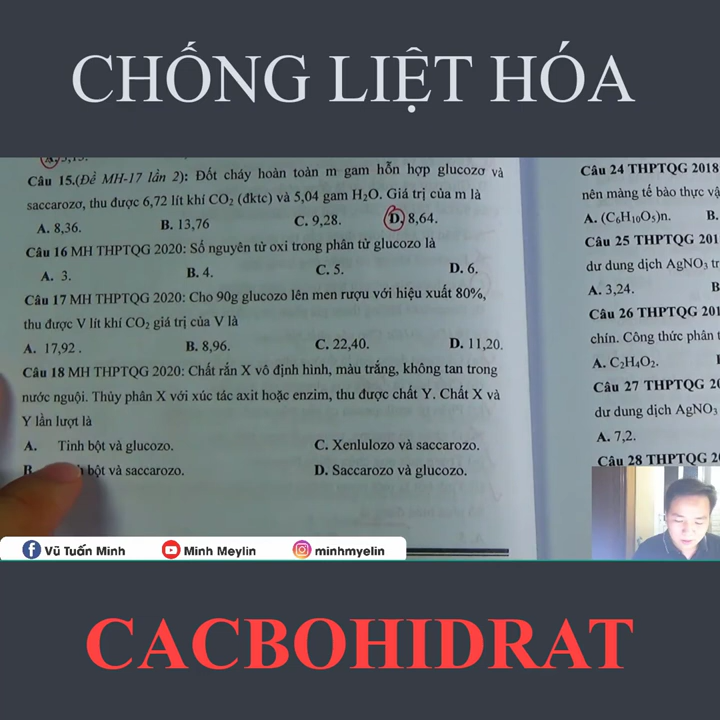 CHỐNG LIỆT HÓA
Câu 15.(Đề MH-17 lần 2): Đốt cháy hoàn toàn m gam hỗn hợp glucozơ và
saccarozơ, thu được 6,72 lít khí CO₂ (đktc) và 5,04 gam H₂O. Giá trị của m là
A. 8,36. B. 13,76 C. 9,28. D. 8,64.
Câu 16 MH THPTQG 2020: Số nguyên tử oxi trong phân tử glucozo là
A. 3. B. 4. C. 5. D. 6.
Câu 17 MH THPTQG 2020: Cho 90g glucozo lên men rượu với hiệu xuất 80%,
thu được V lít khí CO₂ giá trị của V là
A. 17,92 . B. 8,96. C. 22,40. D. 11,20.
Câu 18 MH THPTQG 2020: Chất rắn X vô định hình, màu trắng, không tan trong
nước nguội. Thủy phân X với xúc tác axit hoặc enzim, thu được chất Y. Chất X và
Y lần lượt là
A. Tinh bột và glucozo. C. Xenlulozo và saccarozo.
B. bột và saccarozo. D. Saccarozo và glucozo.
Câu 24 THPTQG 2018
nên màng tế bào thực vậ
A. (C₆H₁₀O₅)n. B.
Câu 25 THPTQG 201
dư dung dịch AgNO₃ tr
A. 3,24. B
Câu 26 THPTQG 201
chín. Công thức phân t
A. C₂H₄O₂.
Câu 27 THPTQG 20
dư dung dịch AgNO₃
A. 7,2.
Câu 28 THPTQG 2
Vũ Tuấn Minh Minh Meylin minhmyelin
CACBOHIDRAT